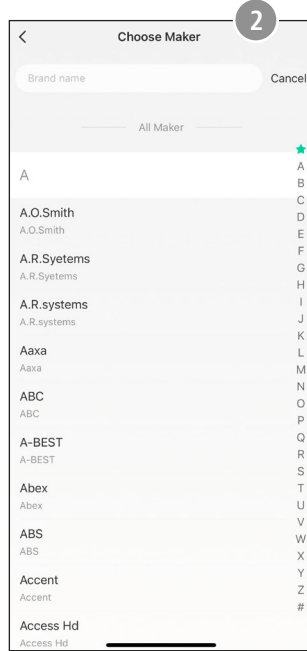 2
Choose Maker
Brand name
Cancel
All Maker
A
A.O.Smith
A.O.Smith
A.R.Syetems
A.R.Syetems
A.R.systems
A.R.systems
Aaxa
Aaxa
ABC
ABC
A-BEST
A-BEST
Abex
Abex
ABS
ABS
Accent
Accent
Access Hd
Access Hd
A
B
C
D
E
F
G
H
I
J
K
L
M
N
O
P
Q
R
S
T
U
V
W
X
Y
Z
#